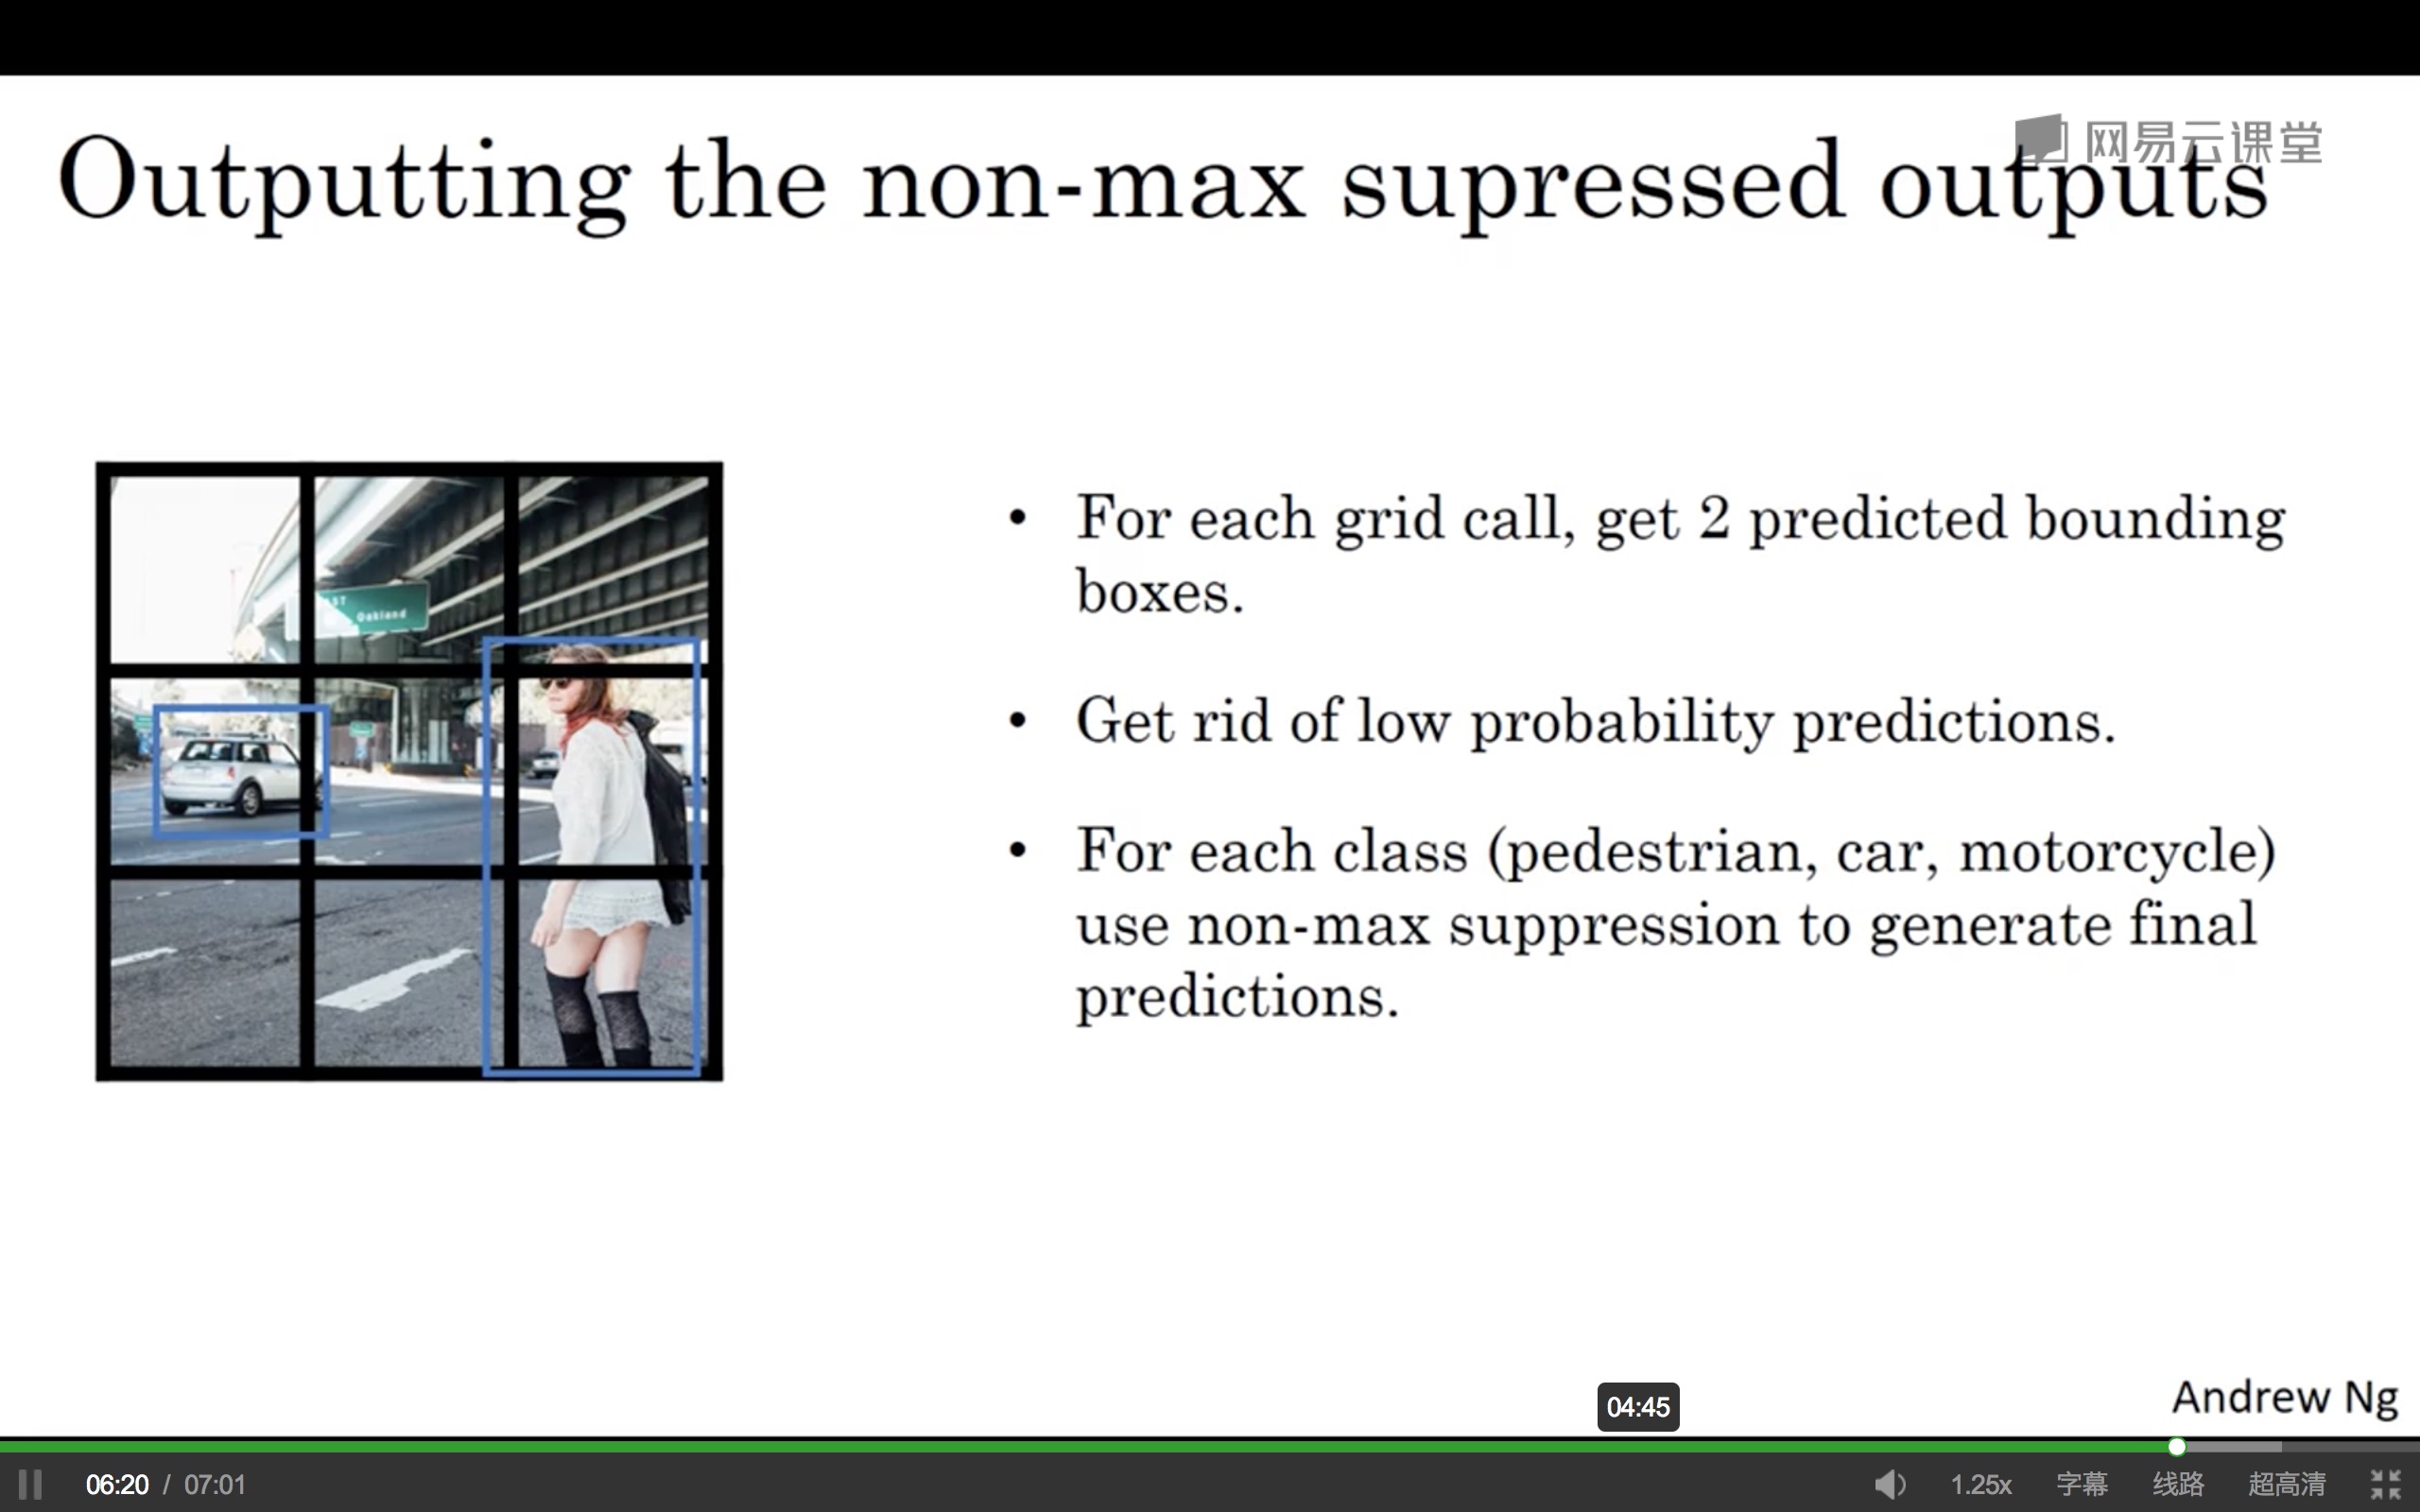 网易云课堂
Outputting the non-max supressed outputs
Oakland
• For each grid call, get 2 predicted bounding
boxes.
• Get rid of low probability predictions.
• For each class (pedestrian, car, motorcycle)
use non-max suppression to generate final
predictions.
Andrew Ng
04:45
06:20 / 07:01
1.25x 字幕 线路 超高清